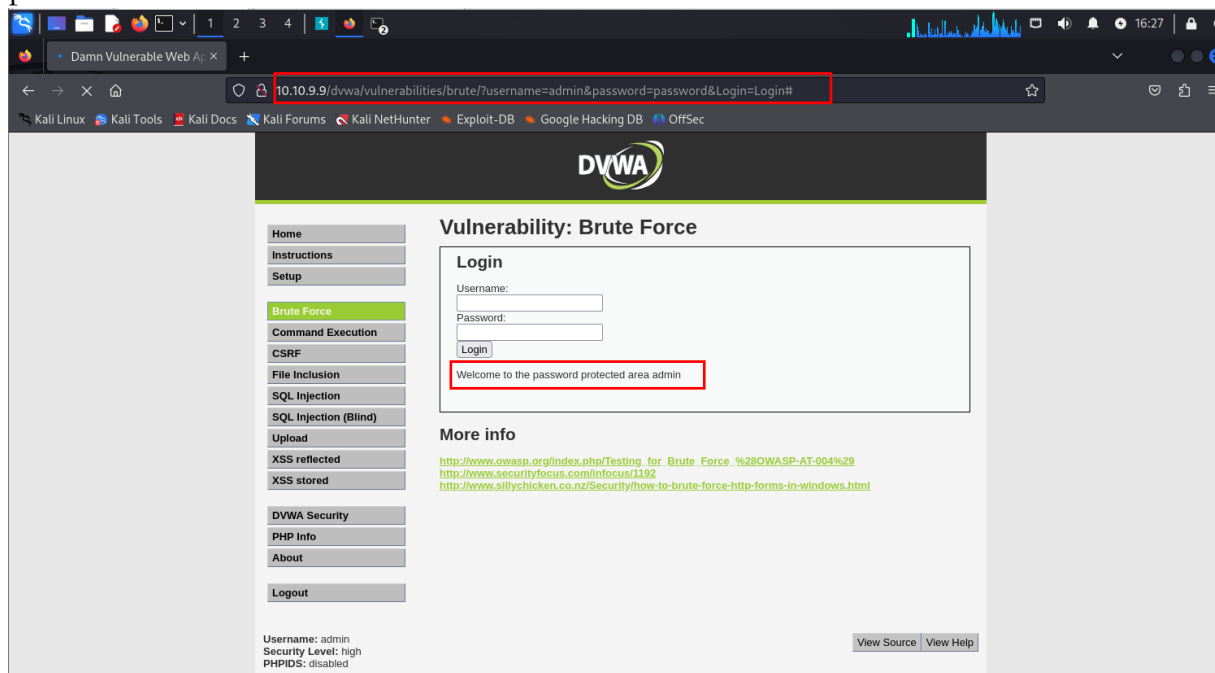 1 2 3 4 16:27
Damn Vulnerable Web Ap
10.10.9.9/dvwa/vulnerabilities/brute/?username=admin&password=password&Login=Login#
Kali Linux Kali Tools Kali Docs Kali Forums Kali NetHunter Exploit-DB Google Hacking DB OffSec
DVWA
Home
Instructions
Setup
Brute Force
Command Execution
CSRF
File Inclusion
SQL Injection
SQL Injection (Blind)
Upload
XSS reflected
XSS stored
DVWA Security
PHP Info
About
Logout
Vulnerability: Brute Force
Login
Username:
Password:
Login
Welcome to the password protected area admin
More info
http://www.owasp.org/index.php/Testing_for_Brute_Force_%28OWASP-AT-004%29
http://www.securityfocus.com/infocus/1192
http://www.sillychicken.co.nz/Security/how-to-brute-force-http-forms-in-windows.html
Username: admin
Security Level: high
PHPIDS: disabled
View Source View Help